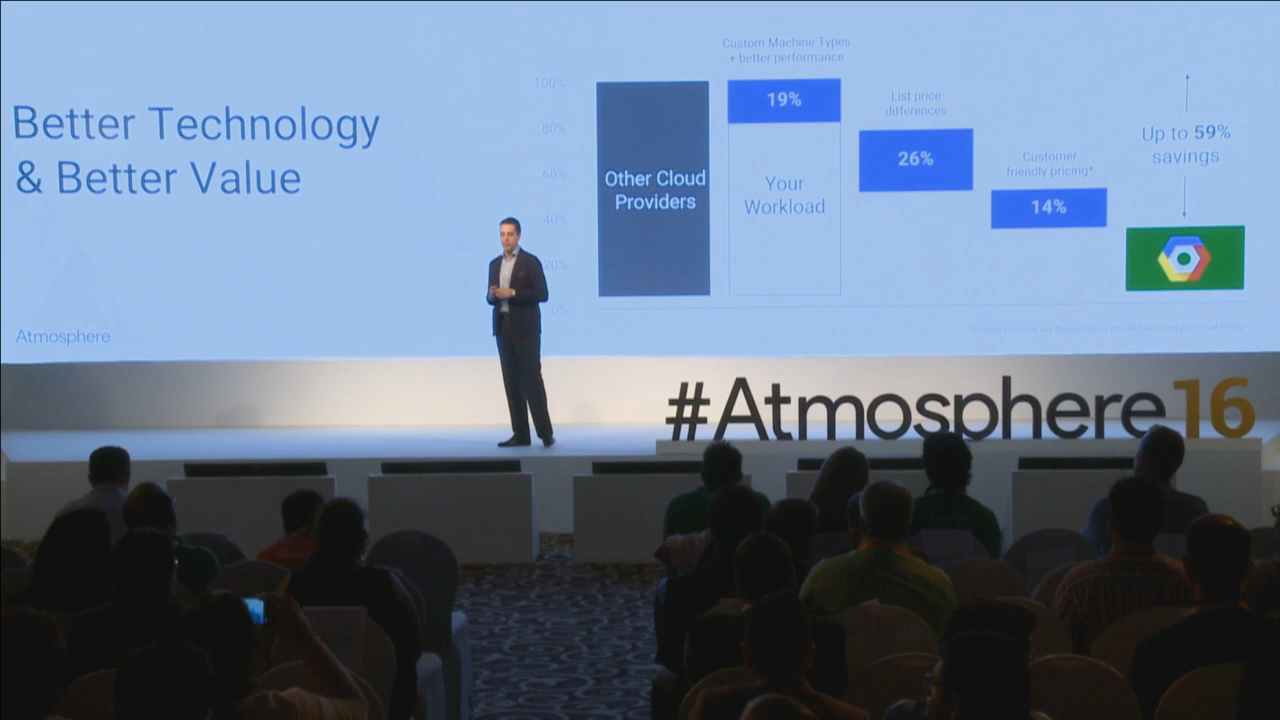 Better Technology
& Better Value
Atmosphere
100%
80%
60%
40%
20%
0%
Other Cloud
Providers
Custom Machine Types
+ better performance
19%
Your
Workload
List price
differences
26%
Customer
friendly pricing*
14%
Up to 59%
savings
#Atmosphere16